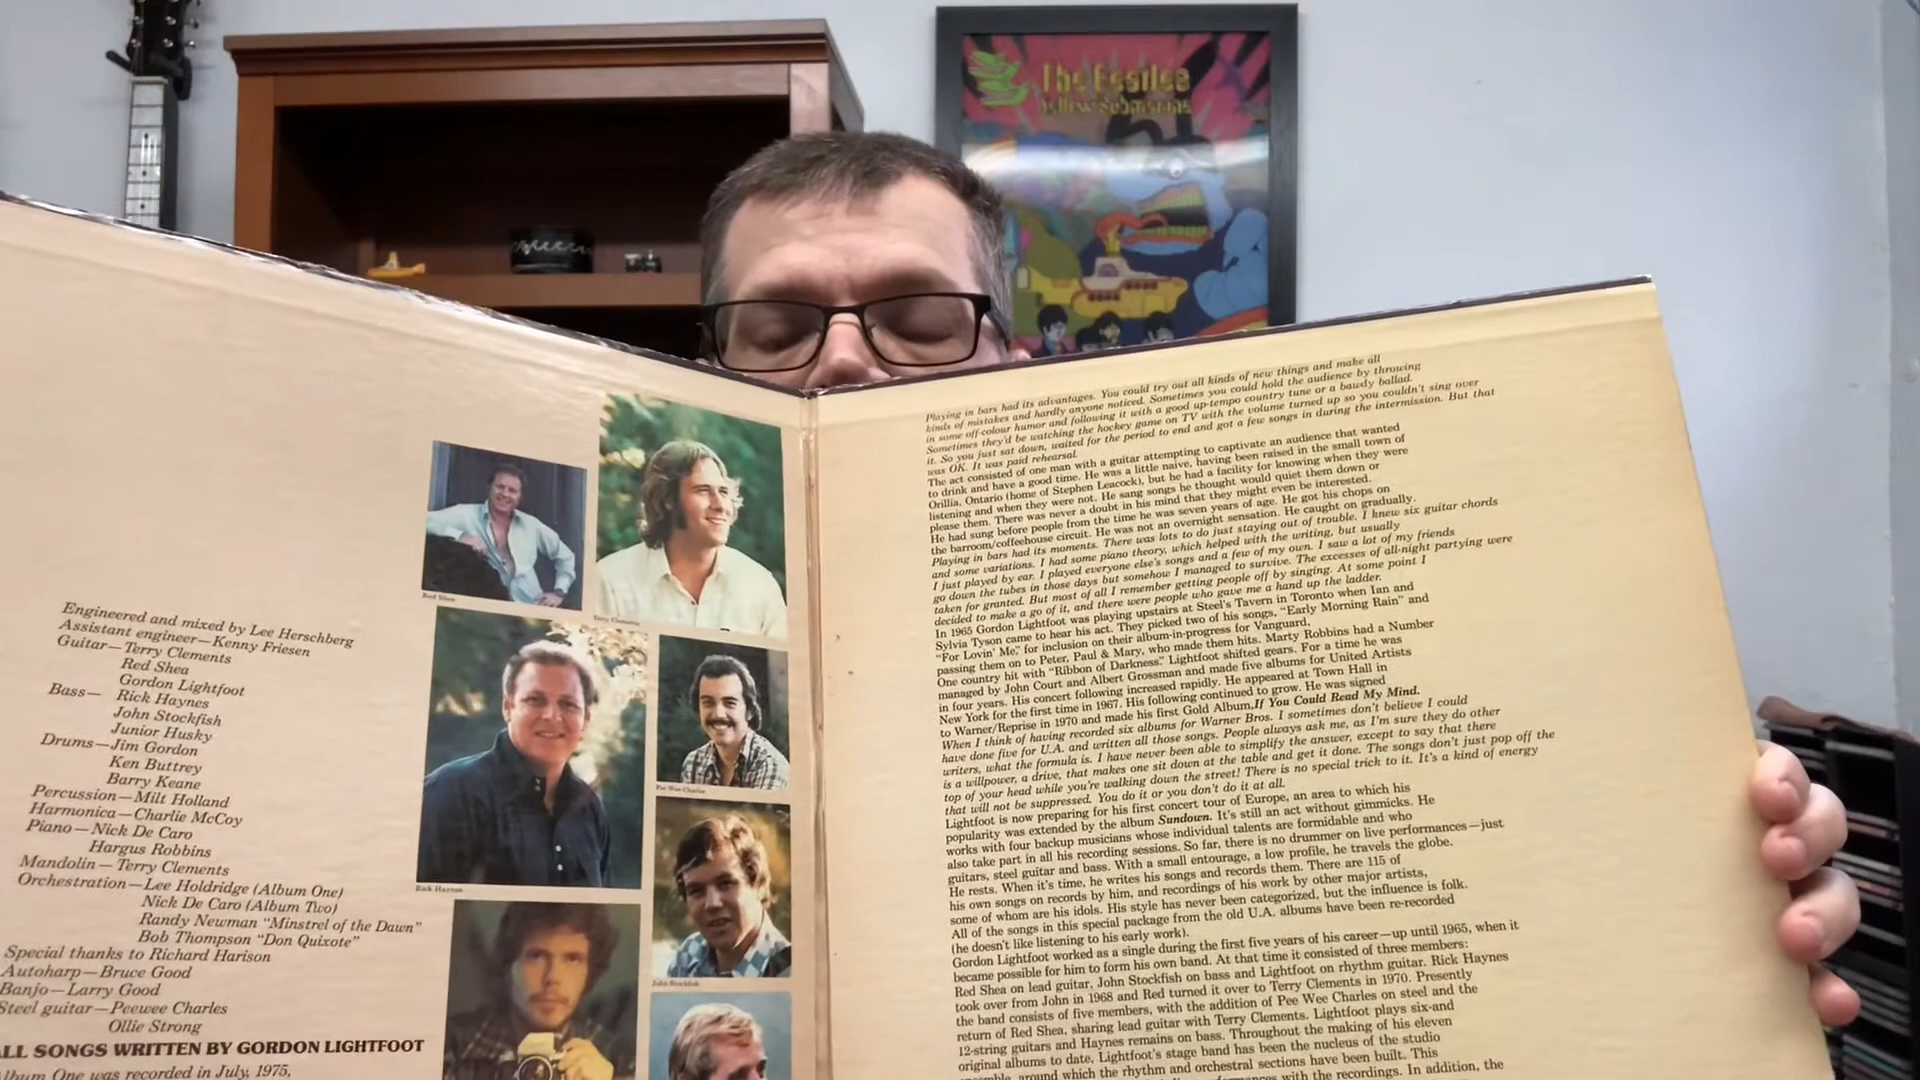 The Beatles
Yellow Submarine
Engineered and mixed by Lee Herschberg
Assistant engineer—Kenny Friesen
Guitar—Terry Clements
Red Shea
Gordon Lightfoot
Bass— Rick Haynes
John Stockfish
Junior Husky
Drums—Jim Gordon
Ken Buttrey
Barry Keane
Percussion—Milt Holland
Harmonica—Charlie McCoy
Piano—Nick De Caro
Hargus Robbins
Mandolin—Terry Clements
Orchestration—Lee Holdridge (Album One)
Nick De Caro (Album Two)
Randy Newman "Minstrel of the Dawn"
Bob Thompson "Don Quixote"
Special thanks to Richard Harison
Autoharp—Bruce Good
Banjo—Larry Good
Steel guitar—Peewee Charles
Ollie Strong
ALL SONGS WRITTEN BY GORDON LIGHTFOOT
Album One was recorded in July, 1975,
Red Shea
Terry Clements
Rick Haynes
Pee Wee Charles
John Stockfish
Playing in bars had its advantages. You could try out all kinds of new things and make all
kinds of mistakes and hardly anyone noticed. Sometimes you could hold the audience by throwing
in some off-colour humor and following it with a good up-tempo country tune or a bawdy ballad.
Sometimes they'd be watching the hockey game on TV with the volume turned up so you couldn't sing over
it. So you just sat down, waited for the period to end and got a few songs in during the intermission. But that
was OK. It was paid rehearsal.
The act consisted of one man with a guitar attempting to captivate an audience that wanted
to drink and have a good time. He was a little naive, having been raised in the small town of
Orillia, Ontario (home of Stephen Leacock), but he had a facility for knowing when they were
listening and when they were not. He sang songs he thought would quiet them down or
please them. There was never a doubt in his mind that they might even be interested.
He had sung before people from the time he was seven years of age. He got his chops on
the barroom/coffeehouse circuit. He was not an overnight sensation. He caught on gradually.
Playing in bars had its moments. There was lots to do just staying out of trouble. I knew six guitar chords
and some variations. I had some piano theory, which helped with the writing, but usually
I just played by ear. I played everyone else's songs and a few of my own. I saw a lot of my friends
go down the tubes in those days but somehow I managed to survive. The excesses of all-night partying were
taken for granted. But most of all I remember getting people off by singing. At some point I
decided to make a go of it, and there were people who gave me a hand up the ladder.
In 1965 Gordon Lightfoot was playing upstairs at Steel's Tavern in Toronto when Ian and
Sylvia Tyson came to hear his act. They picked two of his songs, "Early Morning Rain" and
"For Lovin' Me," for inclusion on their album-in-progress for Vanguard,
passing them on to Peter, Paul & Mary, who made them hits. Marty Robbins had a Number
One country hit with "Ribbon of Darkness." Lightfoot shifted gears. For a time he was
managed by John Court and Albert Grossman and made five albums for United Artists
in four years. His concert following increased rapidly. He appeared at Town Hall in
New York for the first time in 1967. His following continued to grow. He was signed
to Warner/Reprise in 1970 and made his first Gold Album, If You Could Read My Mind.
When I think of having recorded six albums for Warner Bros. I sometimes don't believe I could
have done five for U.A. and written all those songs. People always ask me, as I'm sure they do other
writers, what the formula is. I have never been able to simplify the answer, except to say that there
is a willpower, a drive, that makes one sit down at the table and get it done. The songs don't just pop off the
top of your head while you're walking down the street! There is no special trick to it. It's a kind of energy
that will not be suppressed. You do it or you don't do it at all.
Lightfoot is now preparing for his first concert tour of Europe, an area to which his
popularity was extended by the album Sundown. It's still an act without gimmicks. He
works with four backup musicians whose individual talents are formidable and who
also take part in all his recording sessions. So far, there is no drummer on live performances—just
guitars, steel guitar and bass. With a small entourage, a low profile, he travels the globe.
He rests. When it's time, he writes his songs and records them. There are 115 of
his own songs on records by him, and recordings of his work by other major artists,
some of whom are his idols. His style has never been categorized, but the influence is folk.
All of the songs in this special package from the old U.A. albums have been re-recorded
(he doesn't like listening to his early work).
Gordon Lightfoot worked as a single during the first five years of his career—up until 1965, when it
became possible for him to form his own band. At that time it consisted of three members:
Red Shea on lead guitar, John Stockfish on bass and Lightfoot on rhythm guitar. Rick Haynes
took over from John in 1968 and Red turned it over to Terry Clements in 1970. Presently
the band consists of five members, with the addition of Pee Wee Charles on steel and the
return of Red Shea, sharing lead guitar with Terry Clements. Lightfoot plays six-and
12-string guitars and Haynes remains on bass. Throughout the making of his eleven
original albums to date, Lightfoot's stage band has been the nucleus of the studio
ensemble, around which the rhythm and orchestral sections have been built. This
with the recordings. In addition, the